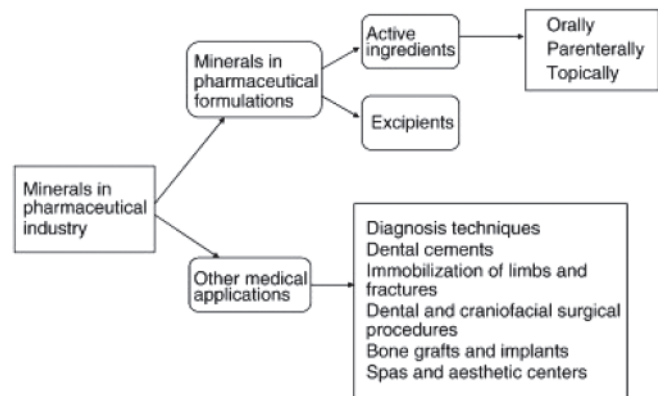 Active
ingredients
Orally
Parenterally
Topically
Minerals in
pharmaceutical
formulations
Excipients
Minerals in
pharmaceutical
industry
Other medical
applications
Diagnosis techniques
Dental cements
Immobilization of limbs and
fractures
Dental and craniofacial surgical
procedures
Bone grafts and implants
Spas and aesthetic centers